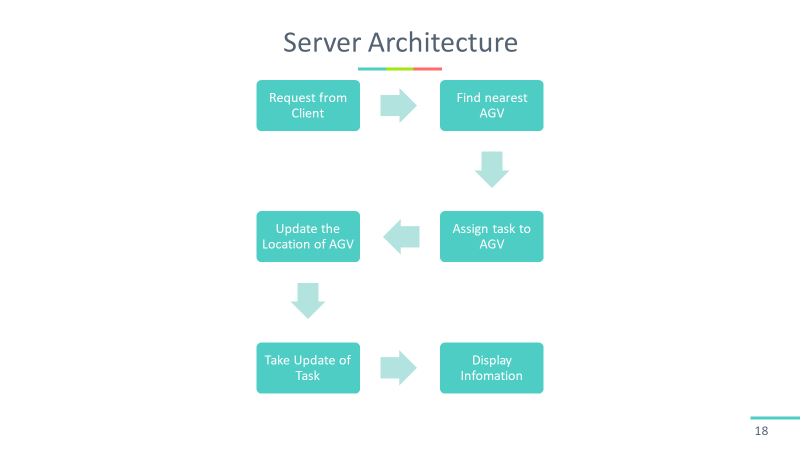 Server Architecture
Request from
Client
Find nearest
AGV
Assign task to
AGV
Update the
Location of AGV
Take Update of
Task
Display
Infomation
18